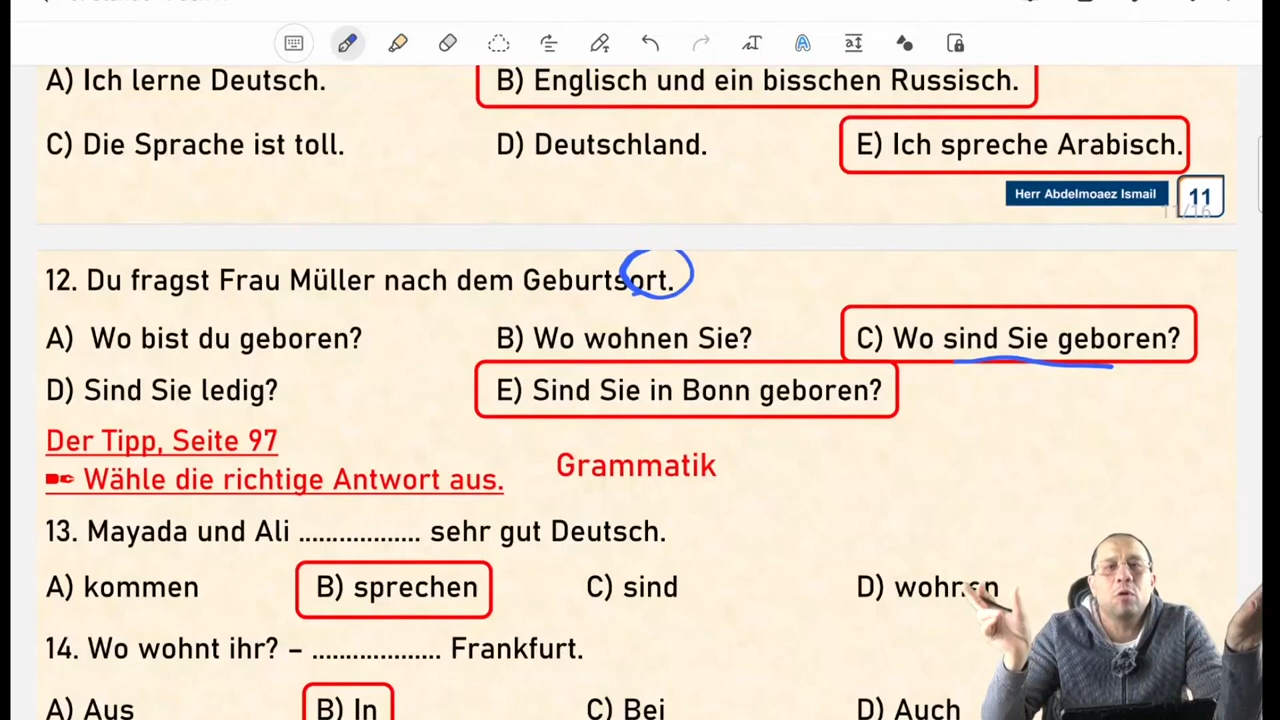 A) Ich lerne Deutsch. B) Englisch und ein bisschen Russisch.
C) Die Sprache ist toll. D) Deutschland. E) Ich spreche Arabisch.
Herr Abdelmoaez Ismail 11
11/16
12. Du fragst Frau Müller nach dem Geburtsort.
A) Wo bist du geboren? B) Wo wohnen Sie? C) Wo sind Sie geboren?
D) Sind Sie ledig? E) Sind Sie in Bonn geboren?
Der Tipp, Seite 97
Wähle die richtige Antwort aus. Grammatik
13. Mayada und Ali .................. sehr gut Deutsch.
A) kommen B) sprechen C) sind D) wohnen
14. Wo wohnt ihr? – .................. Frankfurt.
A) Aus B) In C) Bei D) Auch